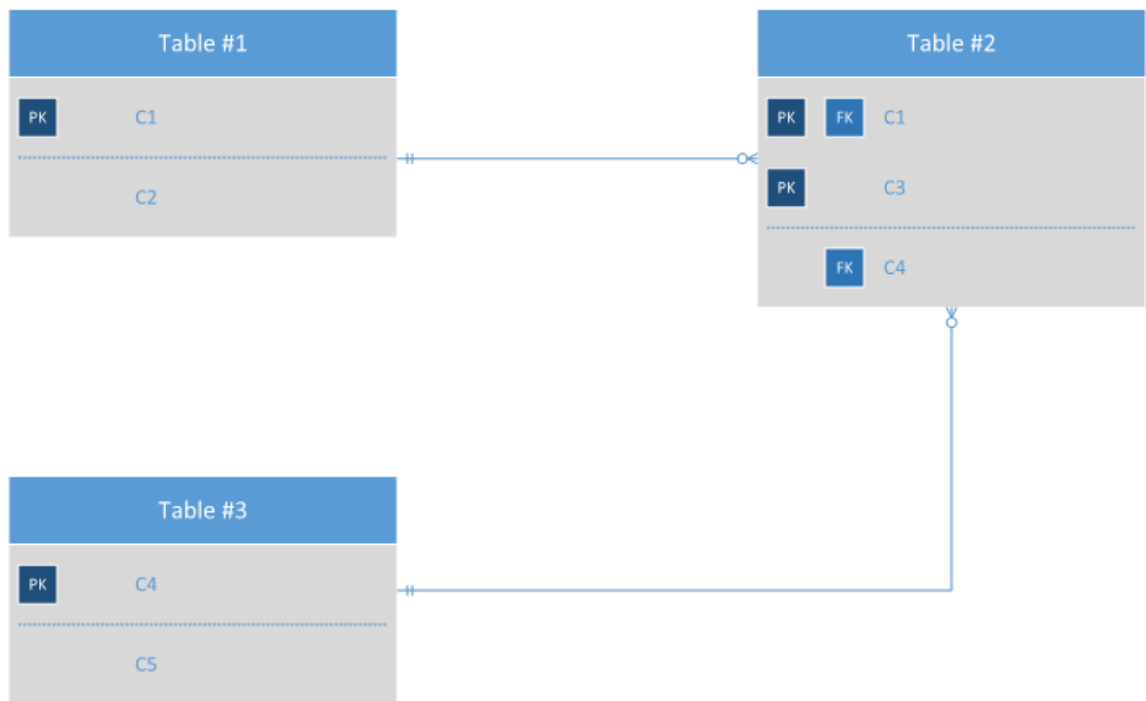 Table #1
PK C1
C2
Table #2
PK FK C1
PK C3
FK C4
Table #3
PK C4
C5